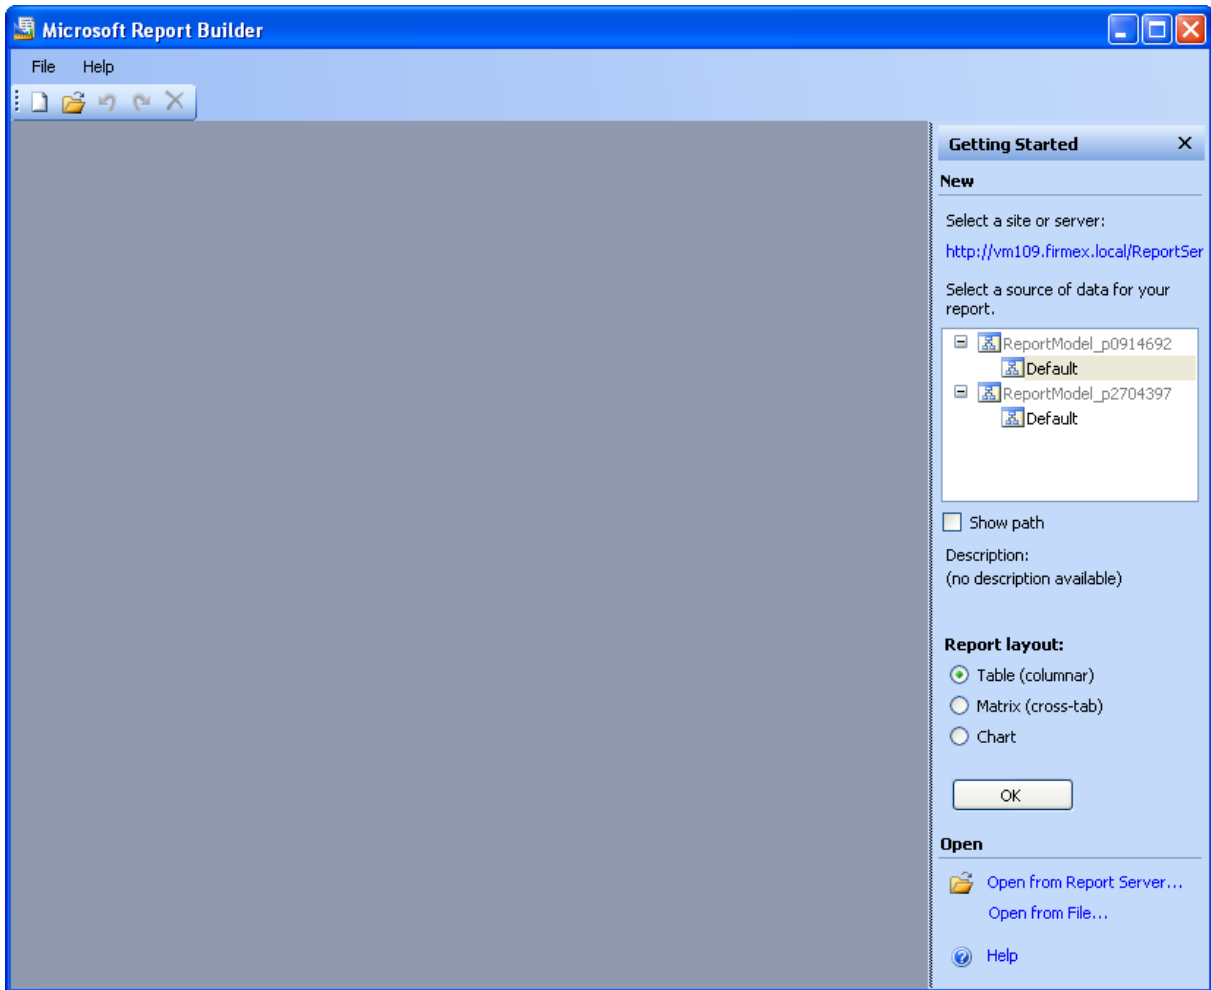 Microsoft Report Builder
File Help
Getting Started
New
Select a site or server:
http://vm109.firmex.local/ReportSer
Select a source of data for your
report.
ReportModel_p0914692
Default
ReportModel_p2704397
Default
Show path
Description:
(no description available)
Report layout:
Table (columnar)
Matrix (cross-tab)
Chart
OK
Open
Open from Report Server...
Open from File...
Help